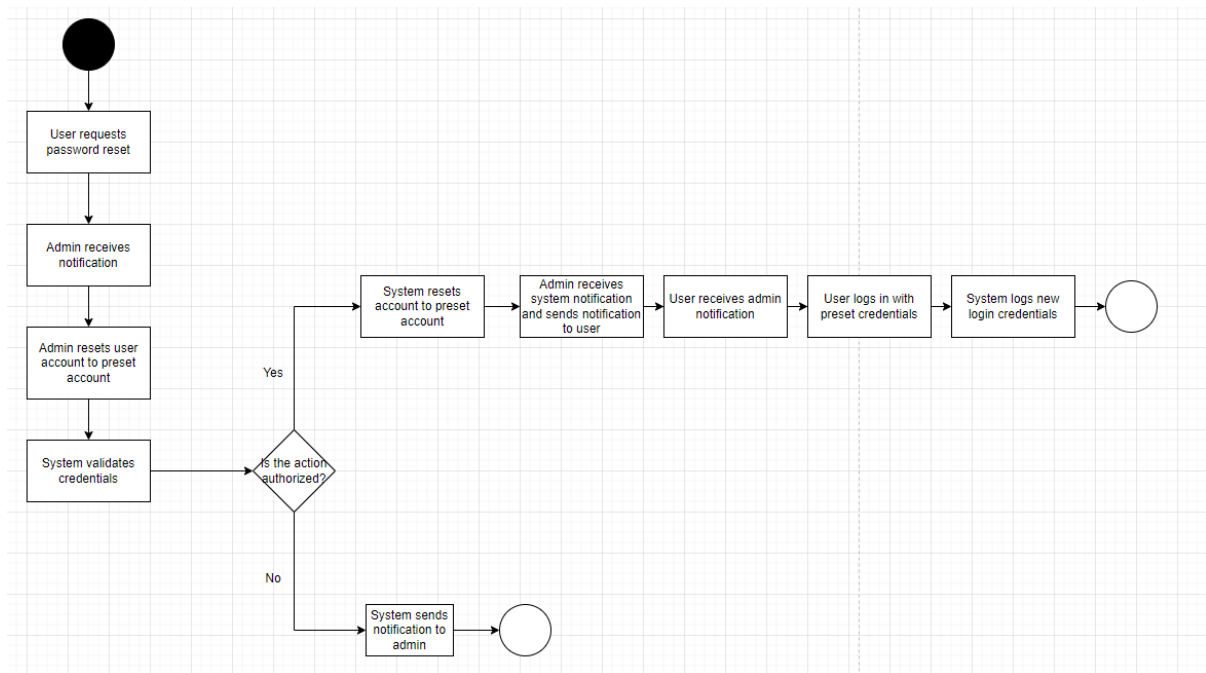 User requests
password reset
Admin receives
notification
Admin resets user
account to preset
account
System validates
credentials
Is the action
authorized?
Yes
System resets
account to preset
account
Admin receives
system notification
and sends notification
to user
User receives admin
notification
User logs in with
preset credentials
System logs new
login credentials
No
System sends
notification to
admin